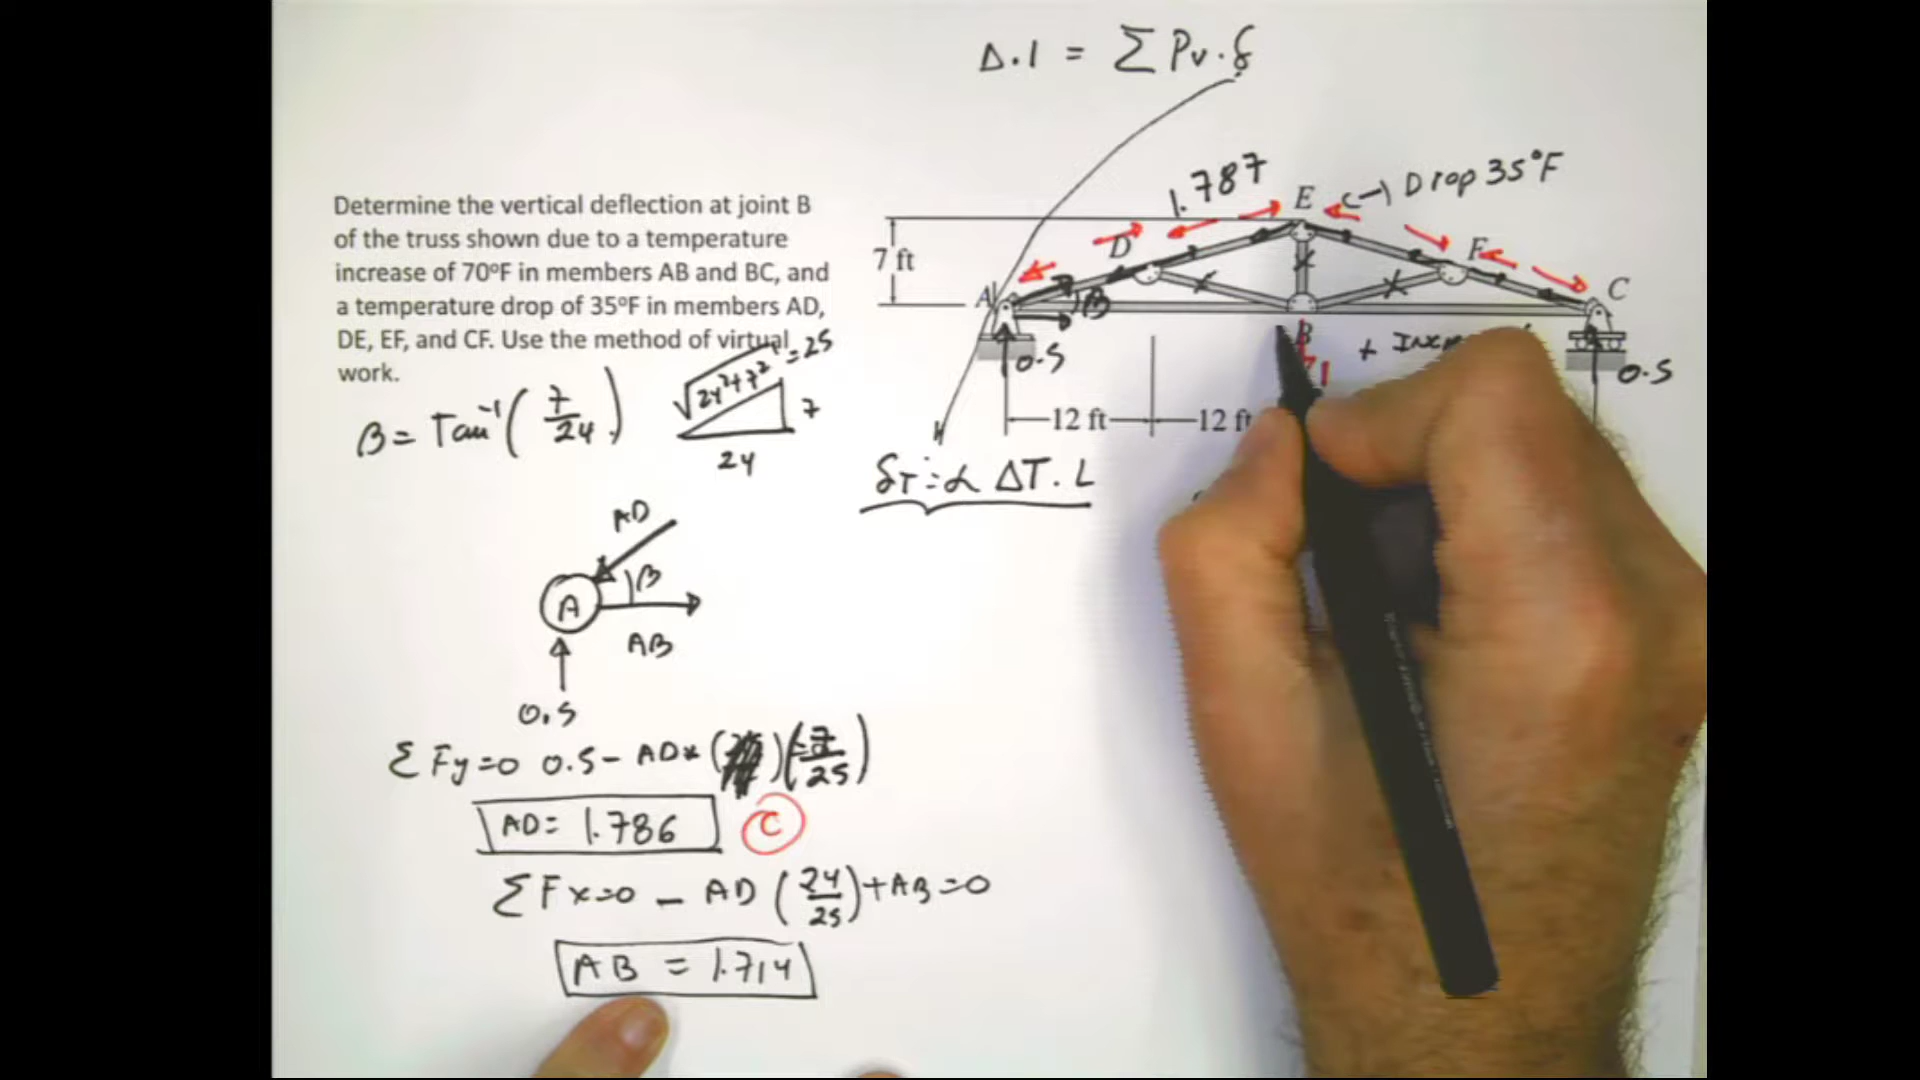 Δ.1 = Σ Pv.δ
Determine the vertical deflection at joint B
of the truss shown due to a temperature
increase of 70°F in members AB and BC, and
a temperature drop of 35°F in members AD,
DE, EF, and CF. Use the method of virtual
work.
1.787
E
(-) Drop 35°F
D
F
7 ft
A
β
C
B
+
1
0.5
0.5
12 ft
12 ft
β = Tan⁻¹ ( 7/24 )
√24²+7² = 25
7
24
δT = α ΔT. L
AD
β
A
AB
0.5
Σ Fy=0 0.5 - AD* ( 7/25 )
AD = 1.786
C
Σ Fx=0 - AD ( 24/25 ) + AB = 0
AB = 1.714